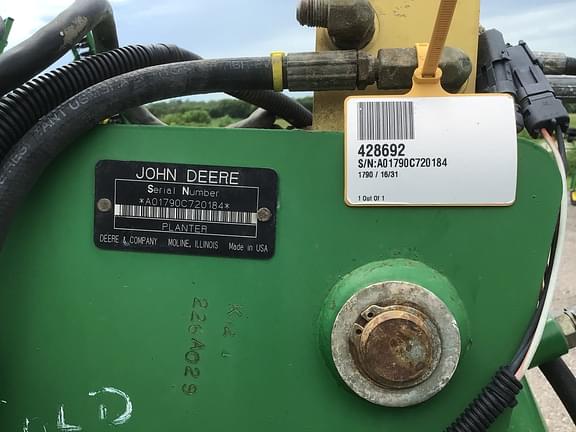 428692
S/N:A01790C720184
1790 / 16/31
1 Out Of 1
JOHN DEERE
Serial Number
*A01790C720184*
PLANTER
DEERE & COMPANY MOLINE, ILLINOIS Made in USA
226A029